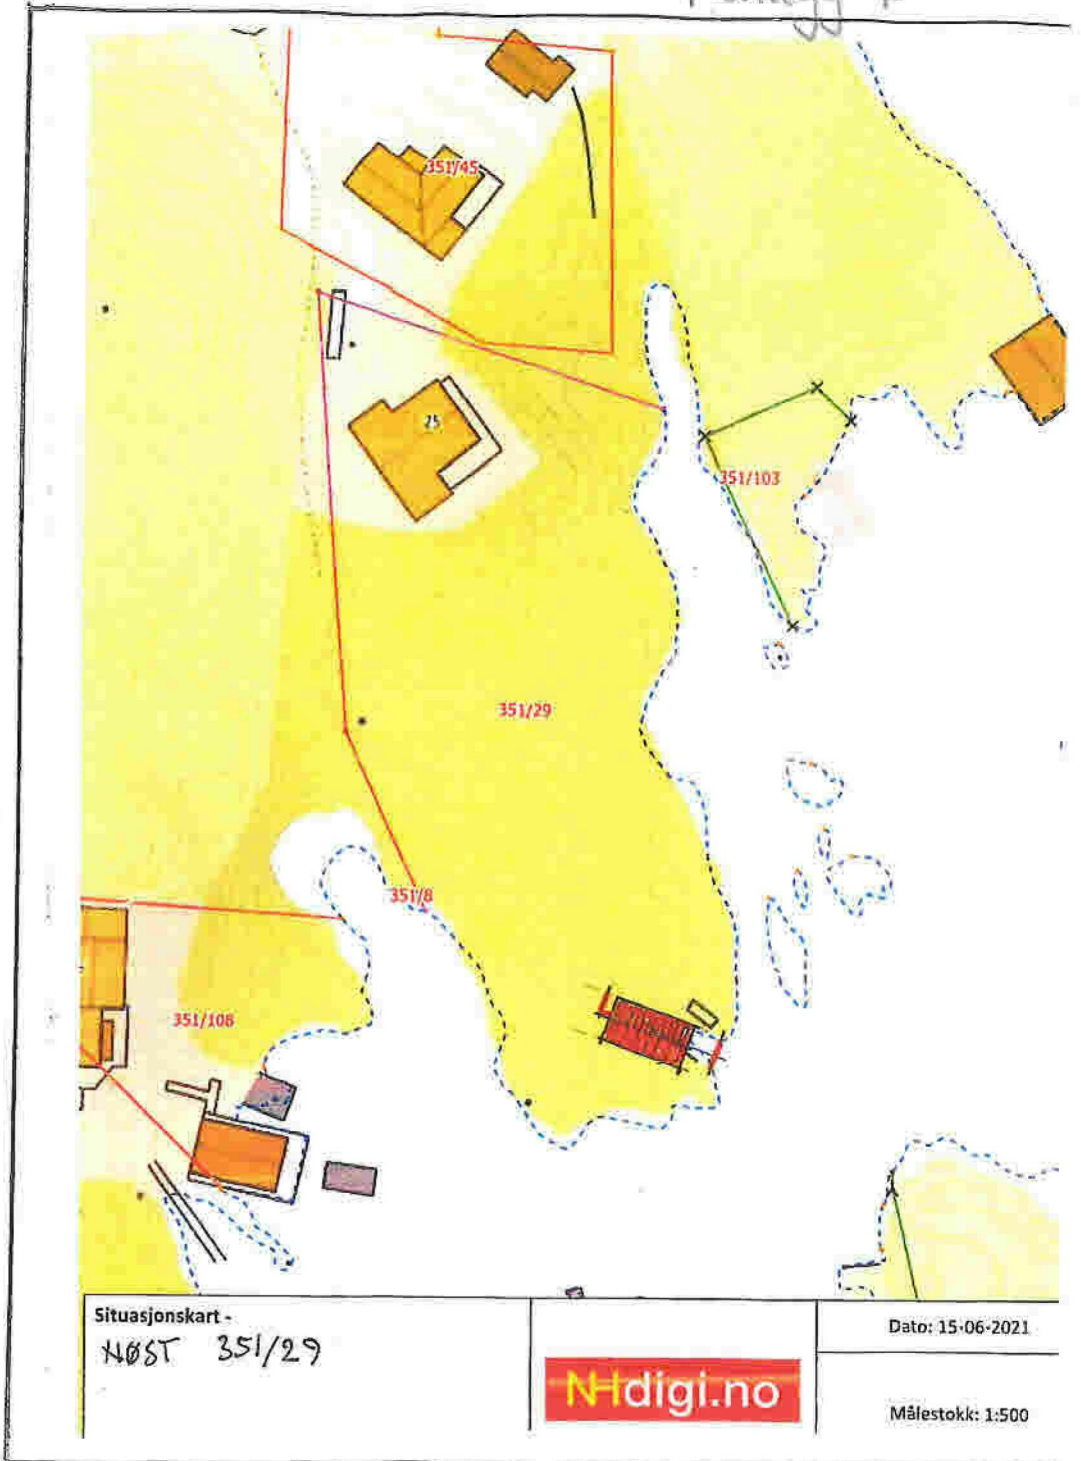 351/45
25
351/103
351/29
351/8
351/108
Situasjonskart -
NØST 351/29
NHdigi.no
Dato: 15-06-2021
Målestokk: 1:500